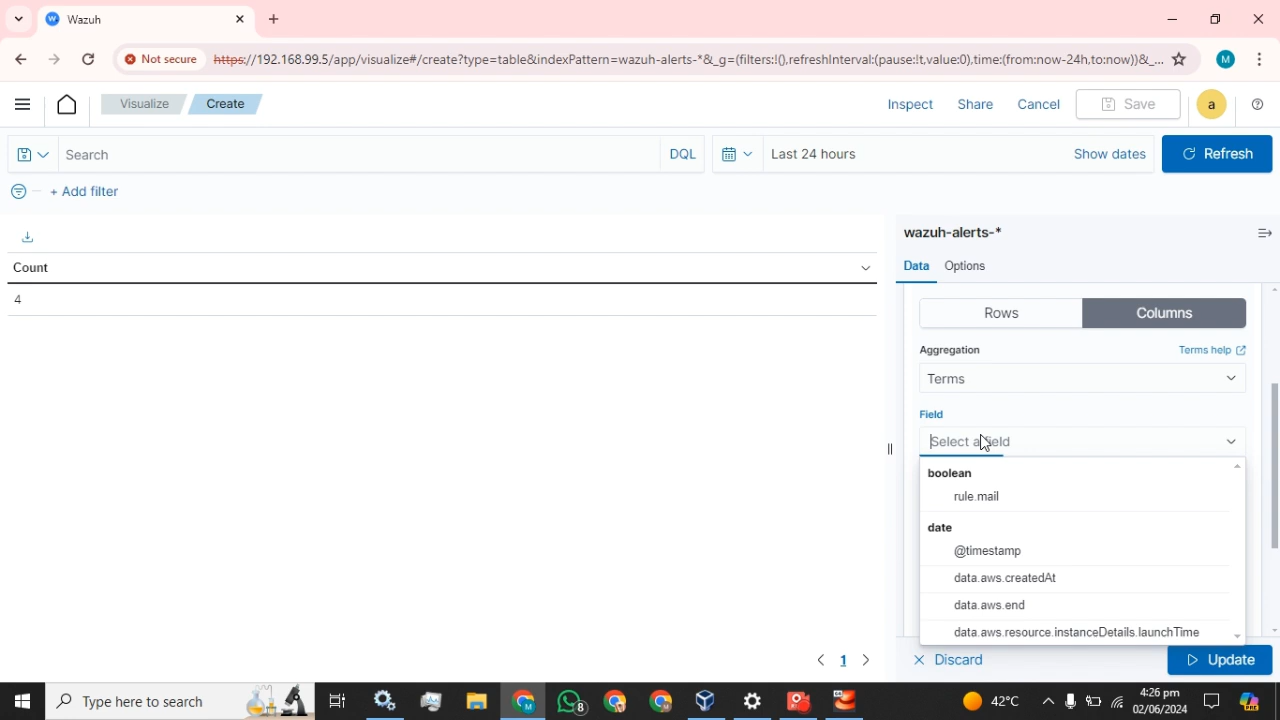 Wazuh
Not secure https://192.168.99.5/app/visualize#/create?type=table&indexPattern=wazuh-alerts-*&_g=(filters:!(),refreshInterval:(pause:!t,value:0),time:(from:now-24h,to:now))&_...
M
Visualize Create Inspect Share Cancel Save a
Search DQL Last 24 hours Show dates Refresh
+ Add filter
wazuh-alerts-*
Count
Data Options
4
Rows Columns
Aggregation Terms help
Terms
Field
Select a field
boolean
rule.mail
date
@timestamp
data.aws.createdAt
data.aws.end
data.aws.resource.instanceDetails.launchTime
1 Discard Update
Type here to search 8 42°C 4:26 pm
02/06/2024